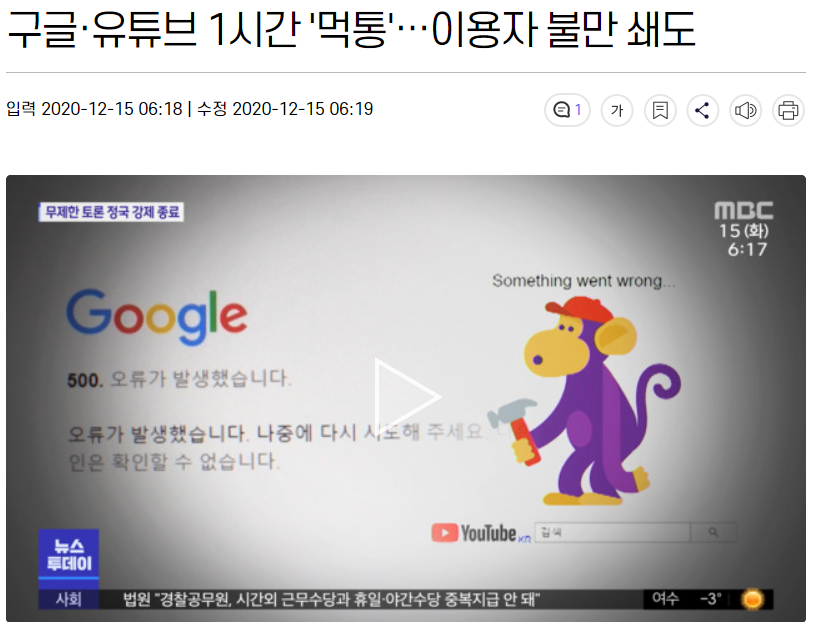 구글·유튜브 1시간 '먹통'…이용자 불만 쇄도
입력 2020-12-15 06:18 | 수정 2020-12-15 06:19
1
가
무제한 토론 정국 강제 종료
MBC
15(화)
6:17
Something went wrong...
Google
500. 오류가 발생했습니다.
오류가 발생했습니다. 나중에 다시 시도해 주세요.
인은 확인할 수 없습니다.
YouTube KR
검색
뉴스
투데이
사회
법원 "경찰공무원, 시간외 근무수당과 휴일·야간수당 중복지급 안 돼"
여수 -3°